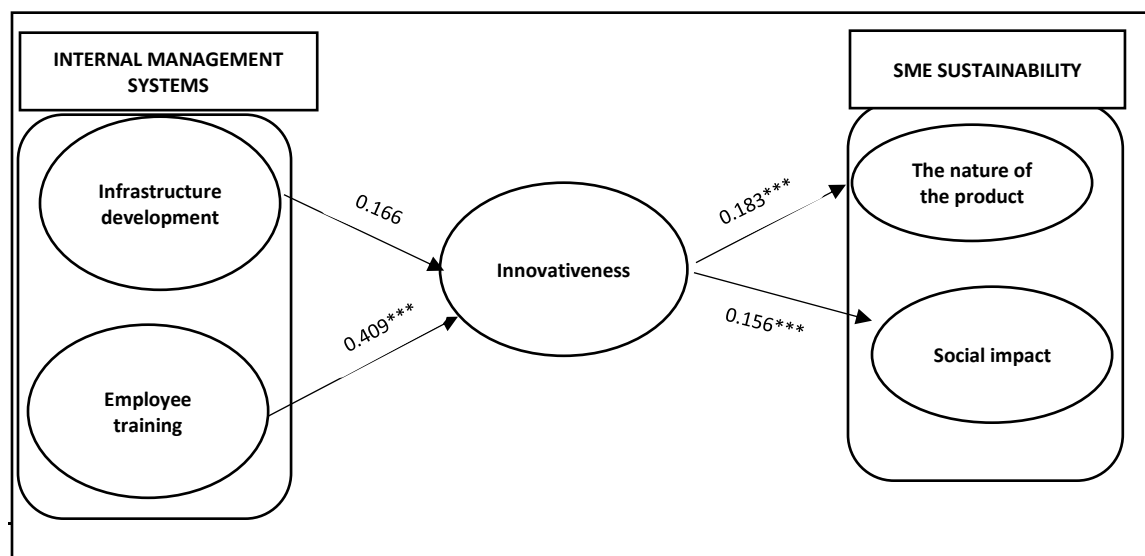 INTERNAL MANAGEMENT
SYSTEMS
Infrastructure
development
Employee
training
0.166
0.409***
Innovativeness
0.183***
0.156***
SME SUSTAINABILITY
The nature of
the product
Social impact